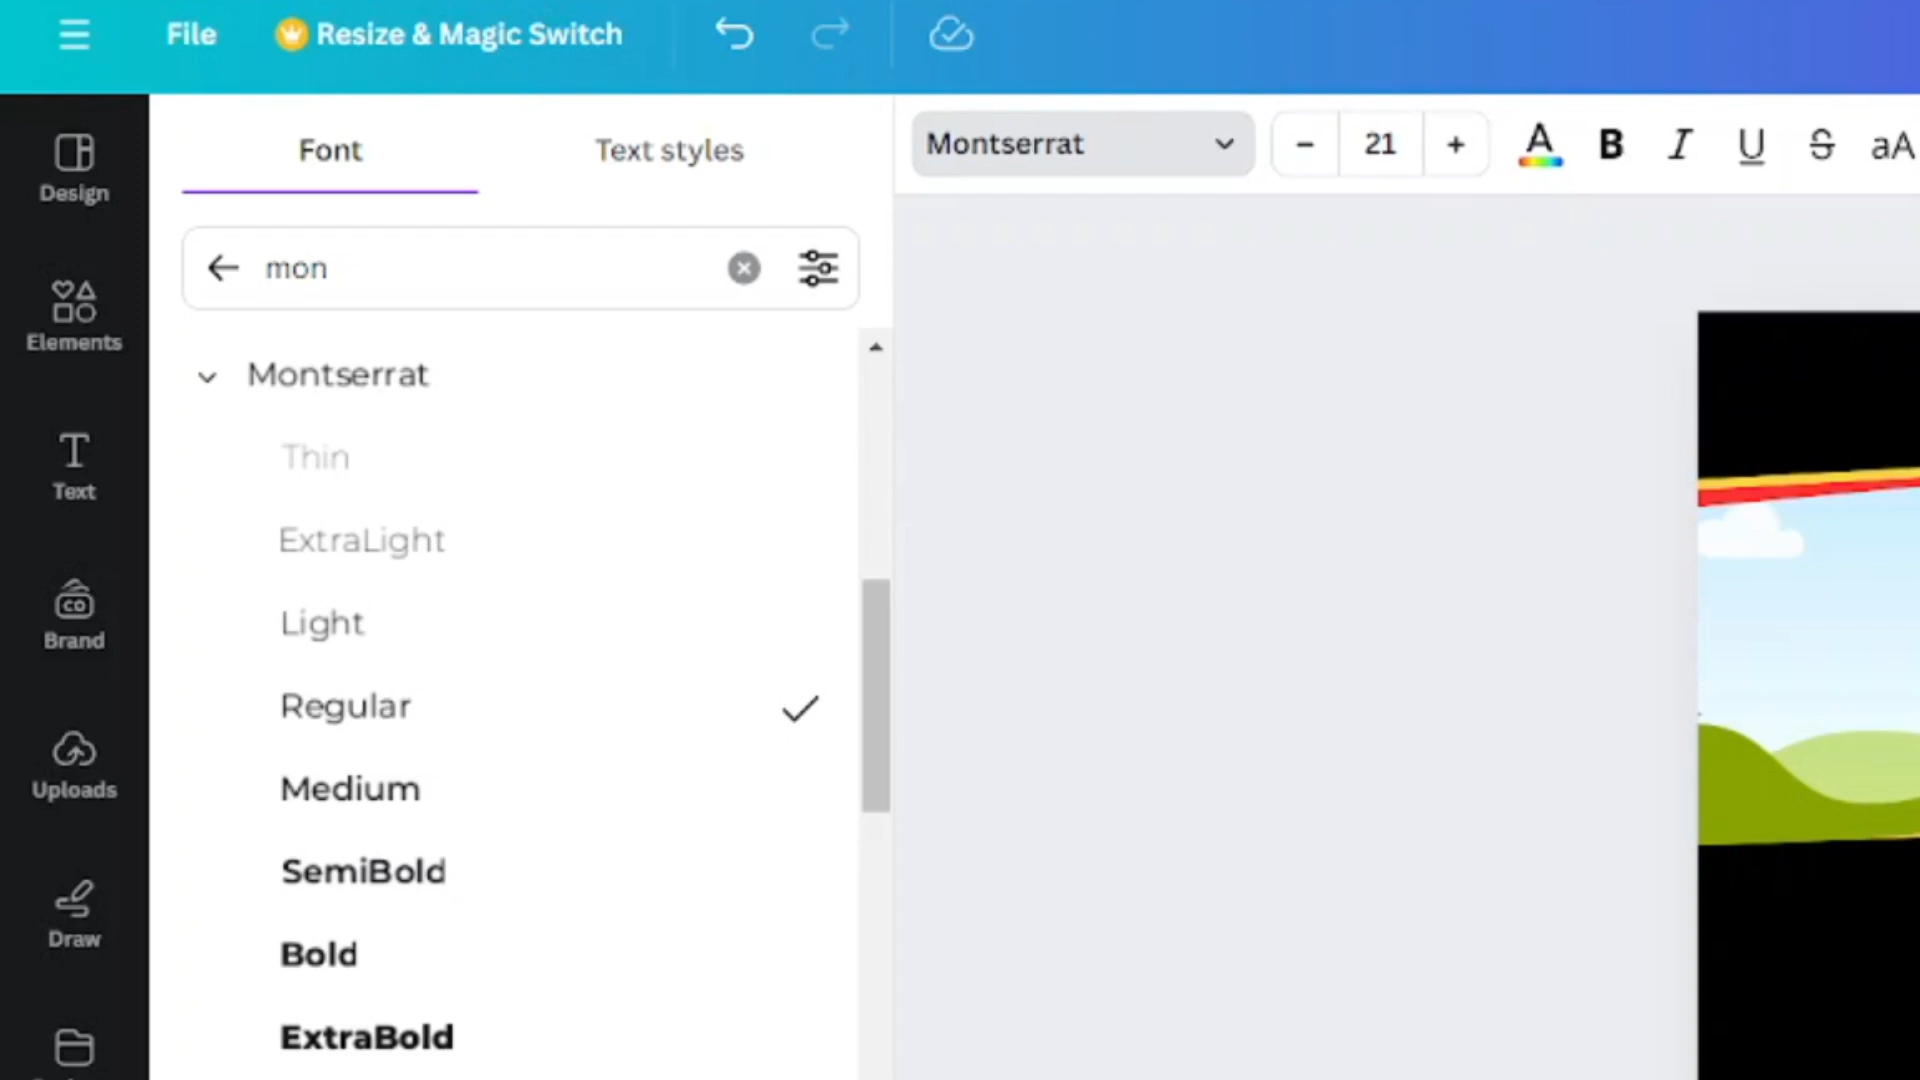 File
Resize & Magic Switch
Design
Elements
Text
Brand
CO
Uploads
Draw
Font
Text styles
mon
Montserrat
Thin
ExtraLight
Light
Regular
Medium
SemiBold
Bold
ExtraBold
Montserrat
− 21 +
A B I U S aA